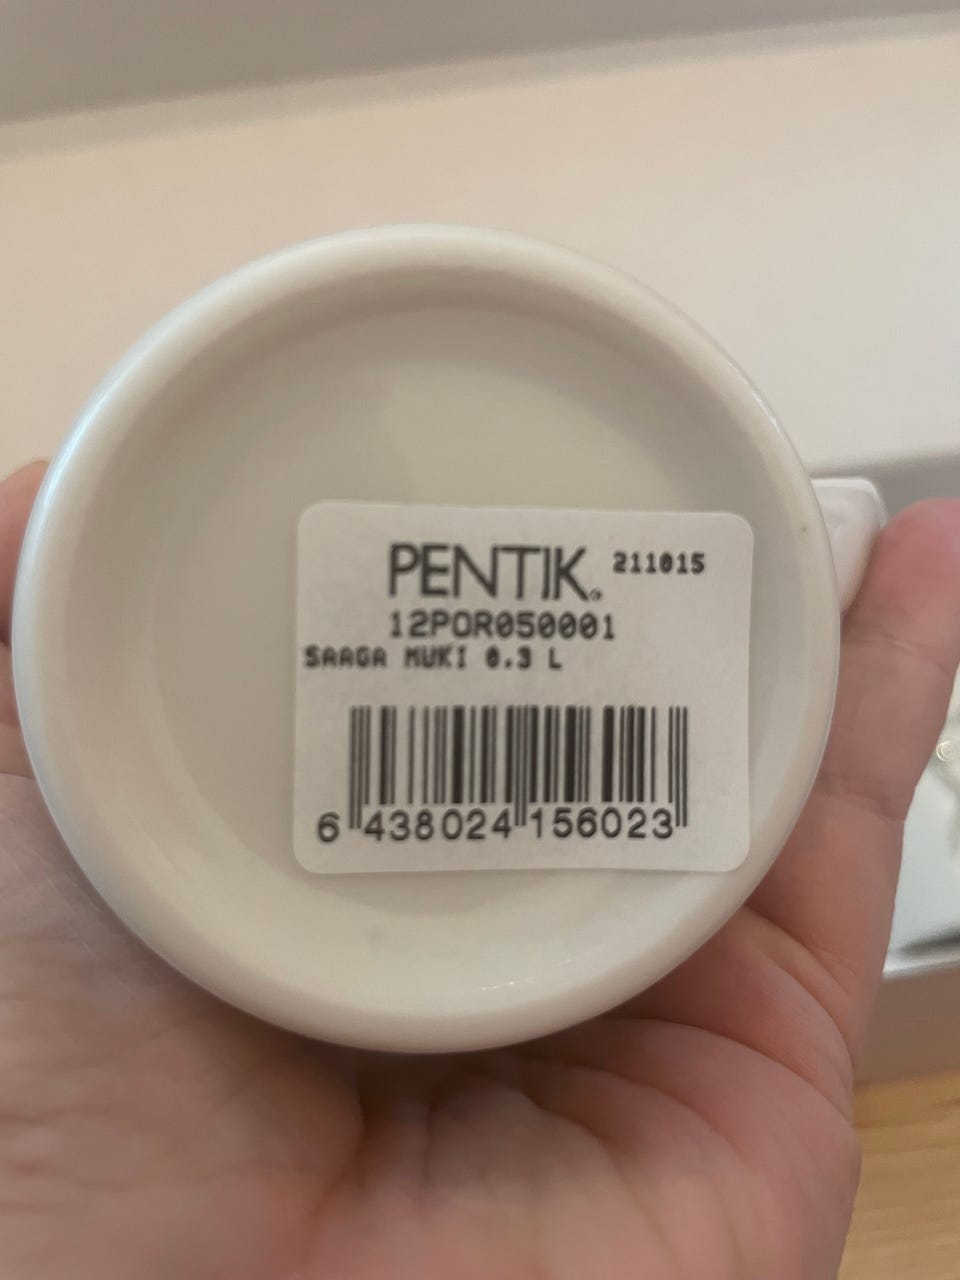 PENTIK® 211015
12POR050001
SAAGA MUKI 0.3 L
6 438024 156023